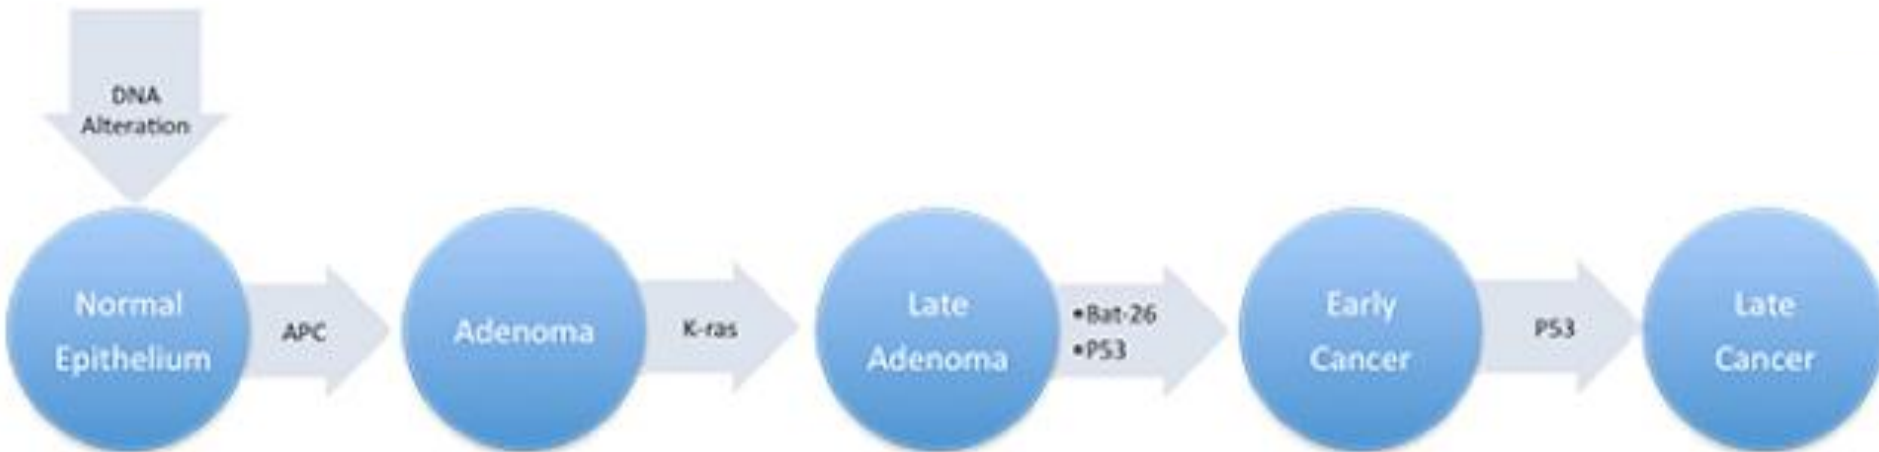 DNA
Alteration
Normal
Epithelium
APC
Adenoma
K-ras
Late
Adenoma
•Bat-26
•P53
Early
Cancer
P53
Late
Cancer